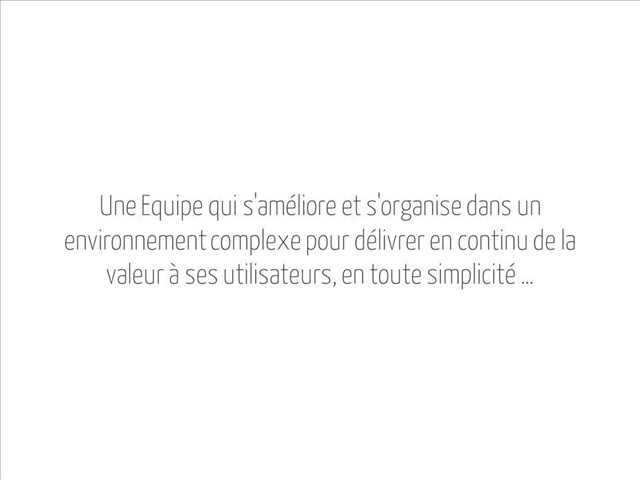 Une Equipe qui s'améliore et s'organise dans un
environnement complexe pour délivrer en continu de la
valeur à ses utilisateurs, en toute simplicité ...